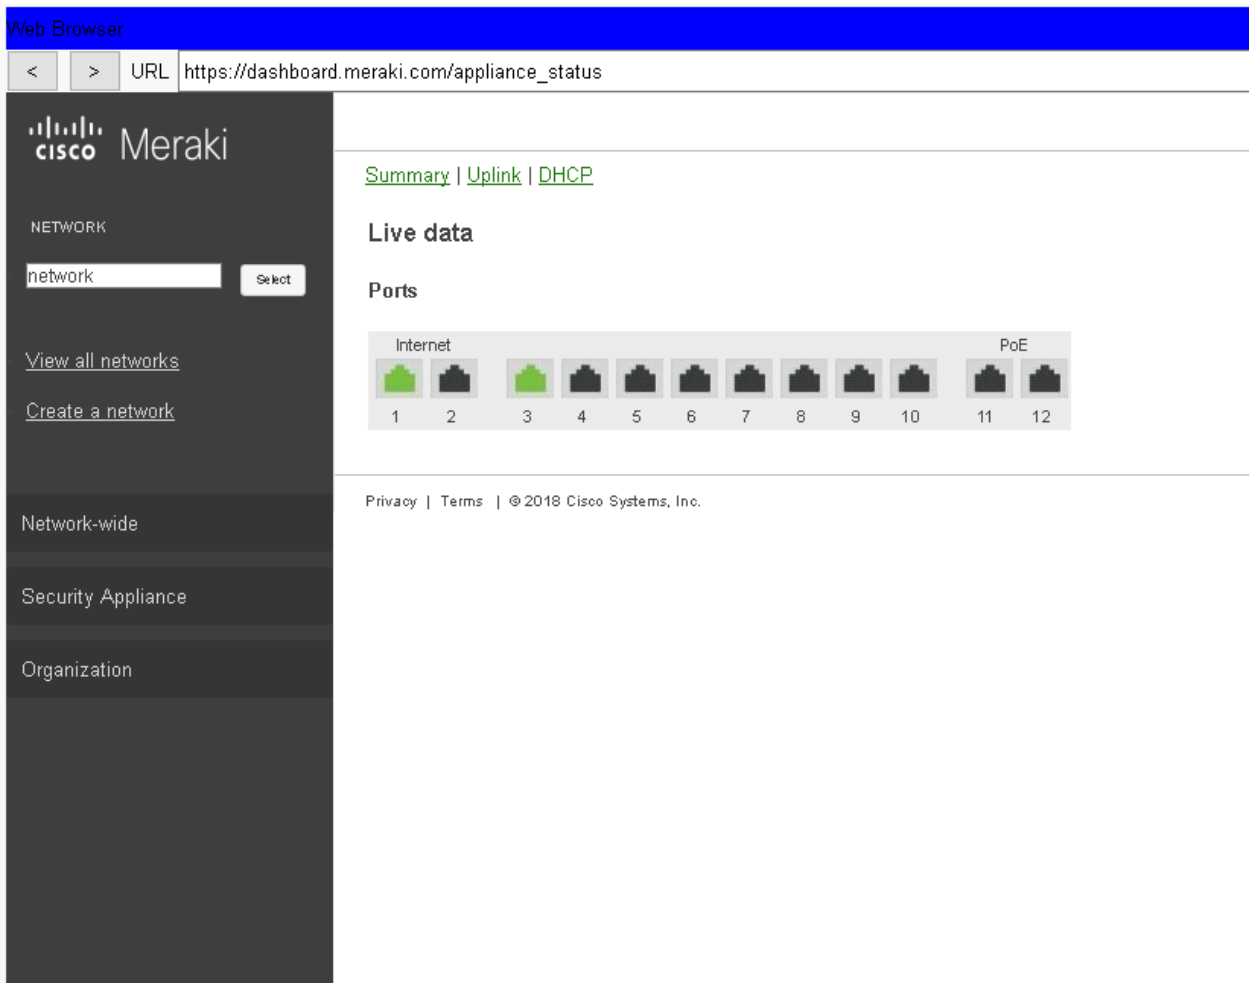 Web Browser
< > URL https://dashboard.meraki.com/appliance_status
cisco Meraki
NETWORK
network Select
View all networks
Create a network
Network-wide
Security Appliance
Organization
Summary | Uplink | DHCP
Live data
Ports
Internet PoE
1 2 3 4 5 6 7 8 9 10 11 12
Privacy | Terms | © 2018 Cisco Systems, Inc.